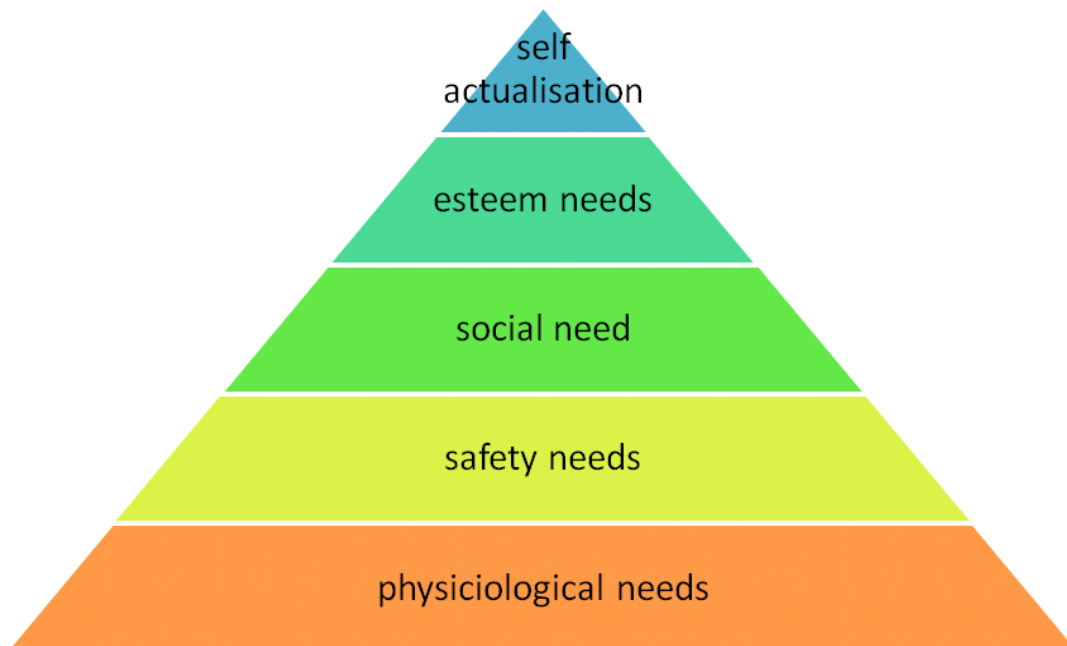 self
actualisation
esteem needs
social need
safety needs
physiciological needs